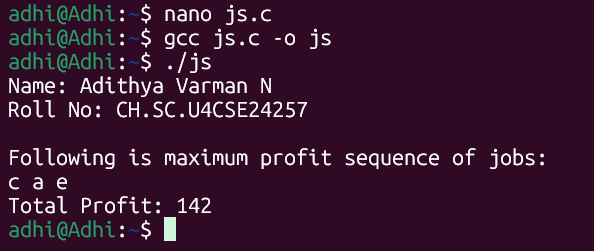 adhi@Adhi:~$ nano js.c
adhi@Adhi:~$ gcc js.c -o js
adhi@Adhi:~$ ./js
Name: Adithya Varman N
Roll No: CH.SC.U4CSE24257
Following is maximum profit sequence of jobs:
c a e
Total Profit: 142
adhi@Adhi:~$